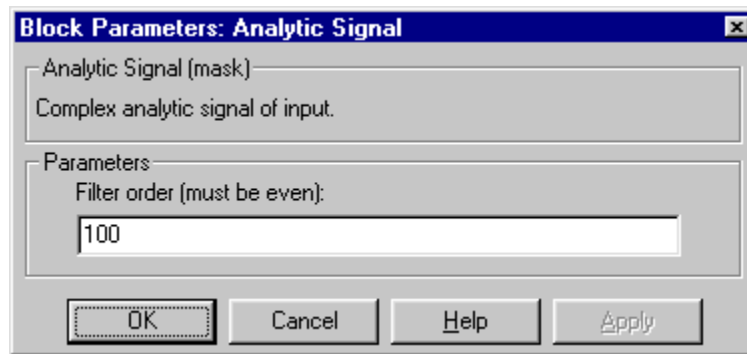 Block Parameters: Analytic Signal
Analytic Signal (mask)
Complex analytic signal of input.
Parameters
Filter order (must be even):
100
OK Cancel Help Apply